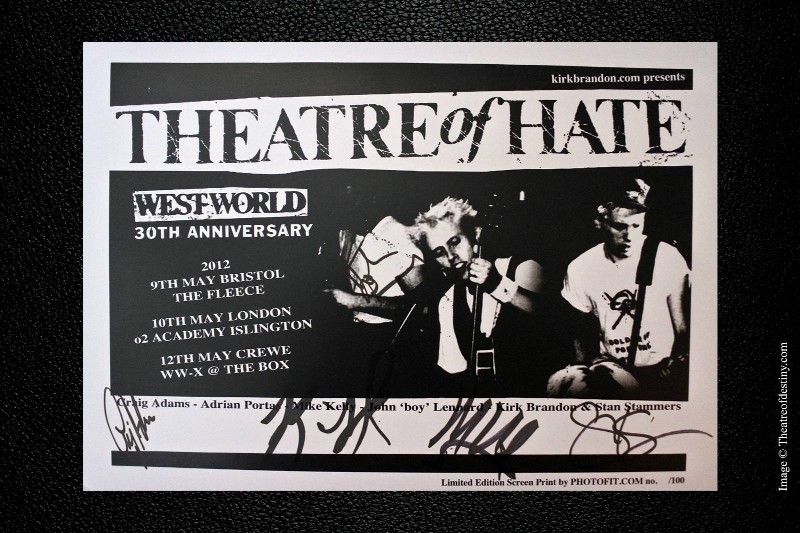 kirkbrandon.com presents
THEATRE of HATE
WESTWORLD
30TH ANNIVERSARY
2012
9TH MAY BRISTOL
THE FLEECE
10TH MAY LONDON
o2 ACADEMY ISLINGTON
12TH MAY CREWE
WW-X @ THE BOX
Craig Adams - Adrian Portas - Mike Kelly - John 'boy' Lennard - Kirk Brandon & Stan Stammers
Limited Edition Screen Print by PHOTOFIT.COM no. /100
Image © Theatreofdestiny.com